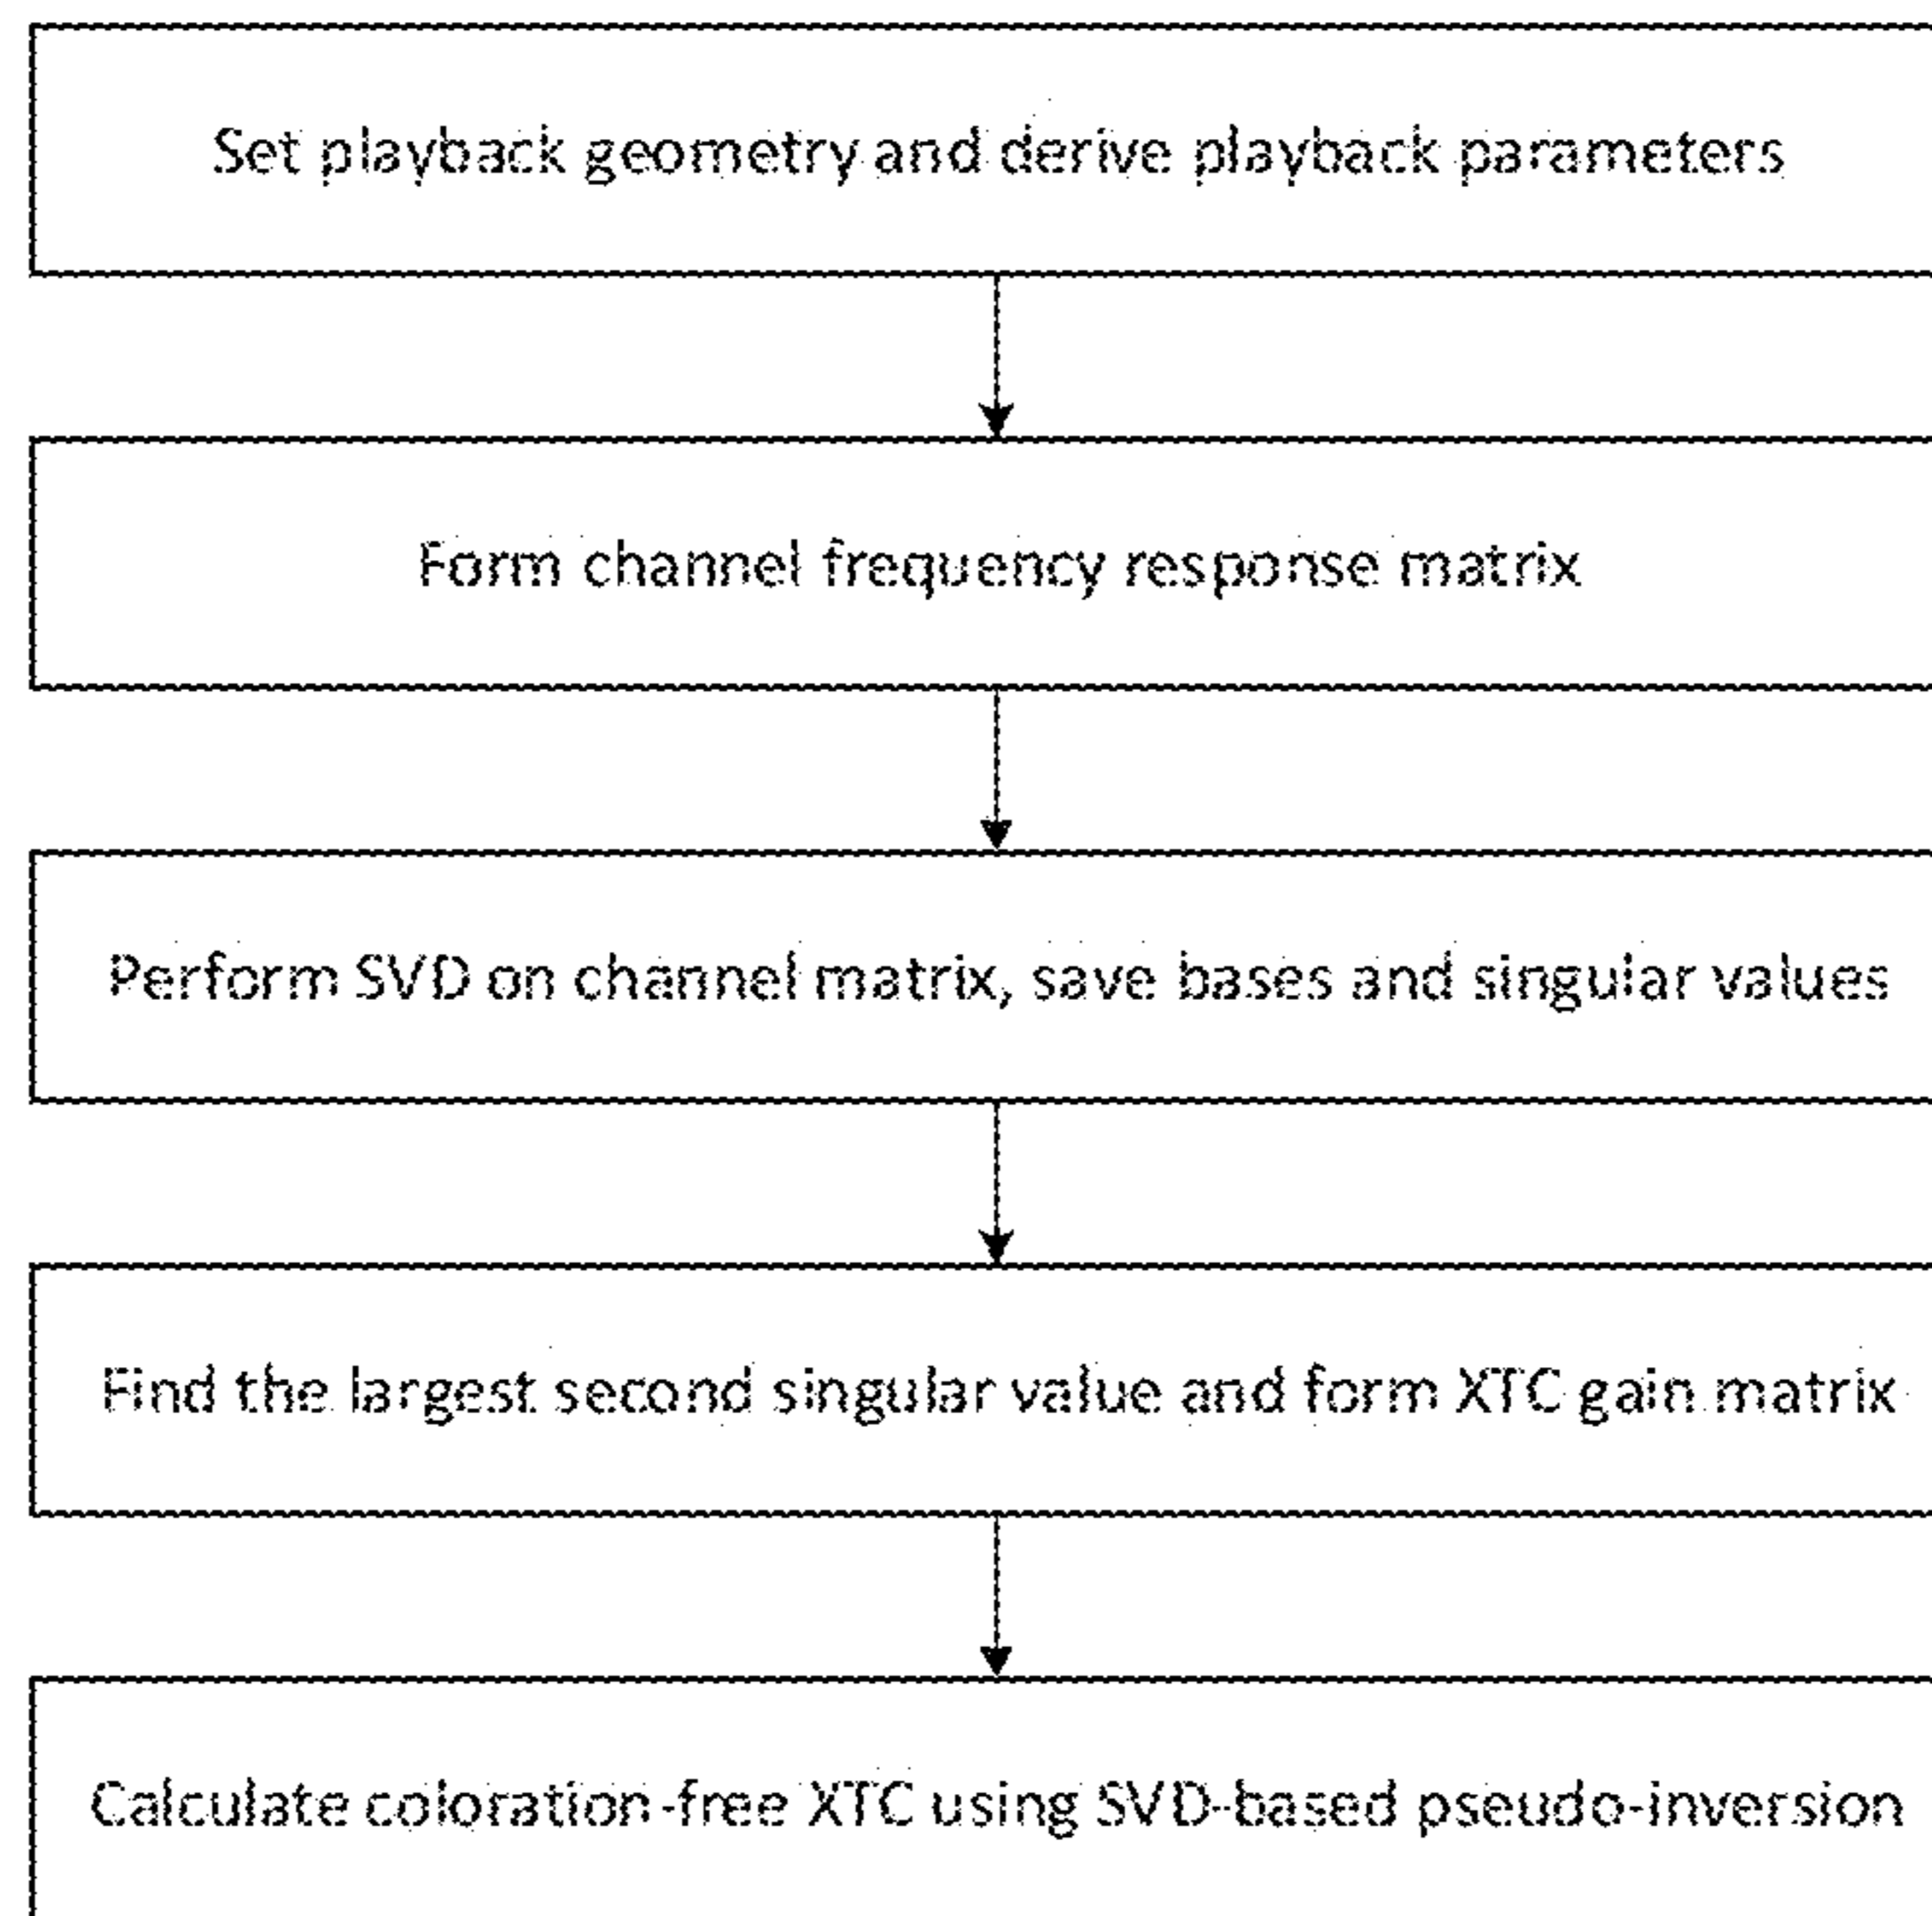 Set playback geometry and derive playback parameters
Form channel frequency response matrix
Perform SVD on channel matrix, save bases and singular values
Find the largest second singular value and form XTC gain matrix
Calculate coloration-free XTC using SVD-based pseudo-inversion